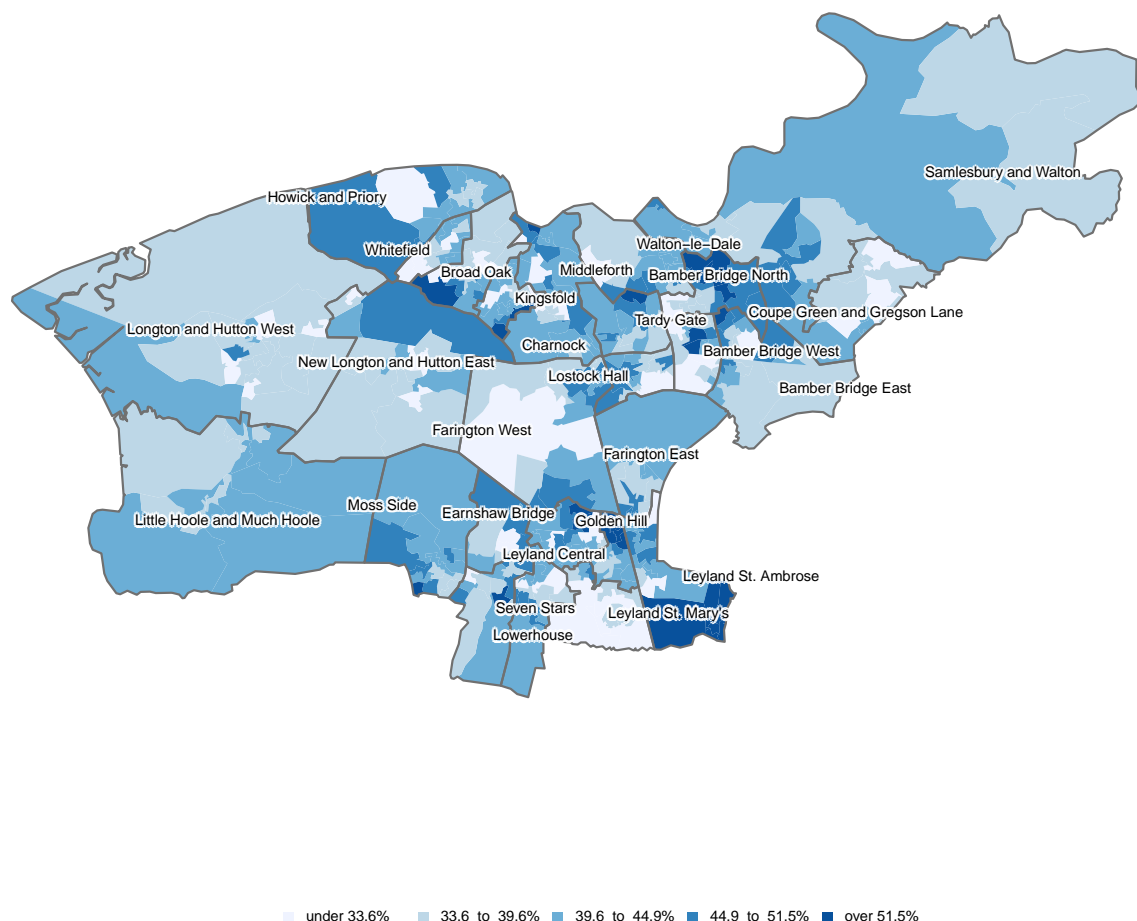 Samlesbury and Walton
Howick and Priory
Walton−le−Dale
Whitefield
Broad Oak
Middleforth
Bamber Bridge North
Kingsfold
Coupe Green and Gregson Lane
Tardy Gate
Longton and Hutton West
Charnock
Bamber Bridge West
New Longton and Hutton East
Lostock Hall
Bamber Bridge East
Farington West
Farington East
Moss Side
Earnshaw Bridge
Golden Hill
Little Hoole and Much Hoole
Leyland Central
Leyland St. Ambrose
Seven Stars
Leyland St. Mary's
Lowerhouse
under 33.6% 33.6 to 39.6% 39.6 to 44.9% 44.9 to 51.5% over 51.5%